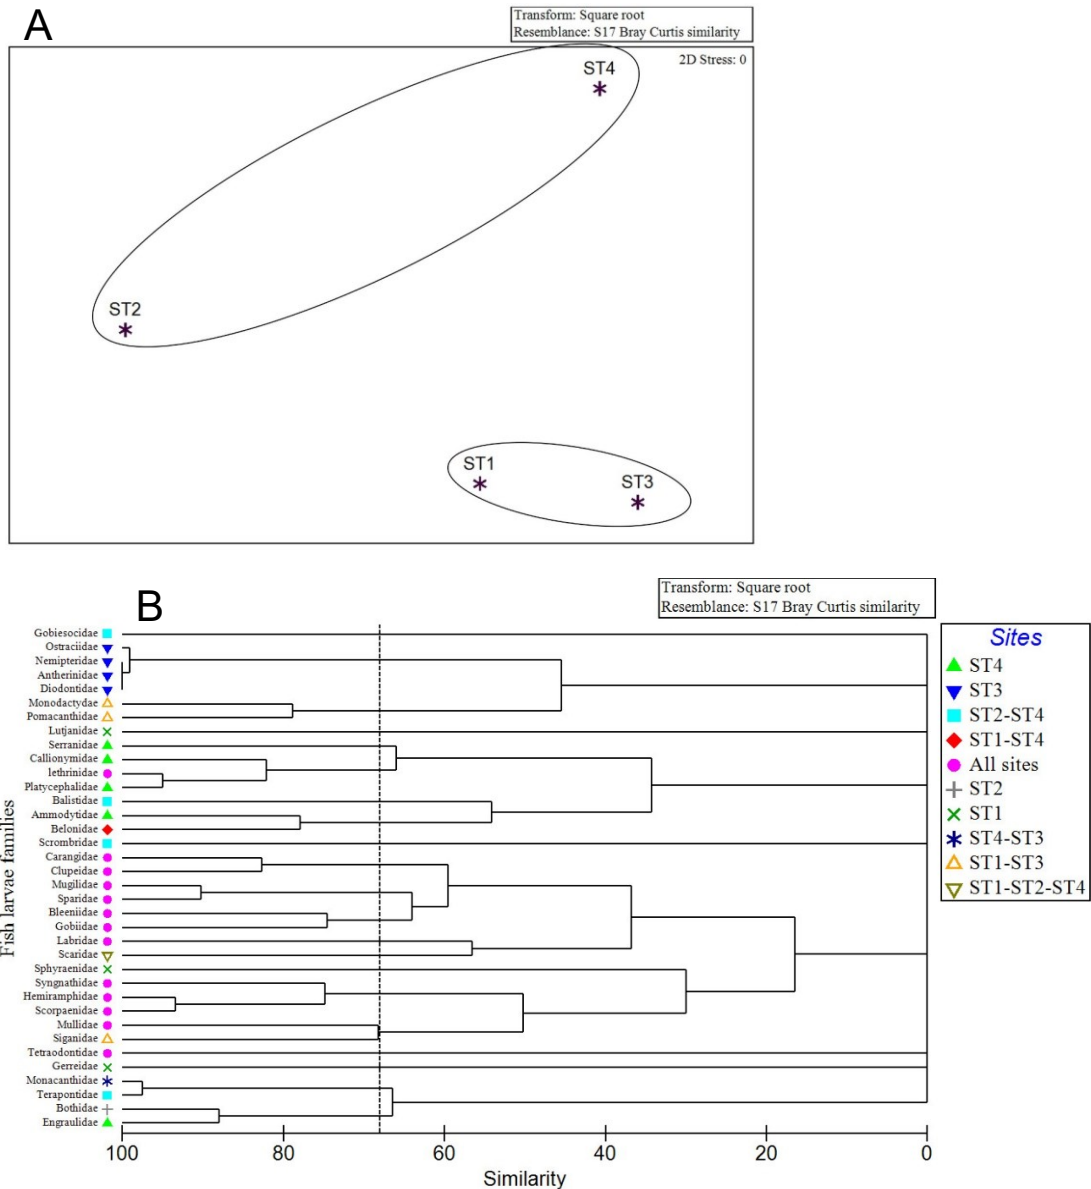 A
Transform: Square root
Resemblance: S17 Bray Curtis similarity
2D Stress: 0
ST4
ST2
ST1
ST3
B
Transform: Square root
Resemblance: S17 Bray Curtis similarity
Fish larvae families
Gobiesocidae
Ostraciidae
Nemipteridae
Antherinidae
Diodontidae
Monodactydae
Pomacanthidae
Lutjanidae
Serranidae
Callionymidae
lethrinidae
Platycephalidae
Balistidae
Ammodytidae
Belonidae
Scrombridae
Carangidae
Clupeidae
Mugilidae
Sparidae
Bleeniidae
Gobiidae
Labridae
Scaridae
Sphyraenidae
Syngnathidae
Hemiramphidae
Scorpaenidae
Mullidae
Siganidae
Tetraodontidae
Gerreidae
Monacanthidae
Terapontidae
Bothidae
Engraulidae
100 80 60 40 20 0
Similarity
Sites
ST4
ST3
ST2-ST4
ST1-ST4
All sites
ST2
ST1
ST4-ST3
ST1-ST3
ST1-ST2-ST4